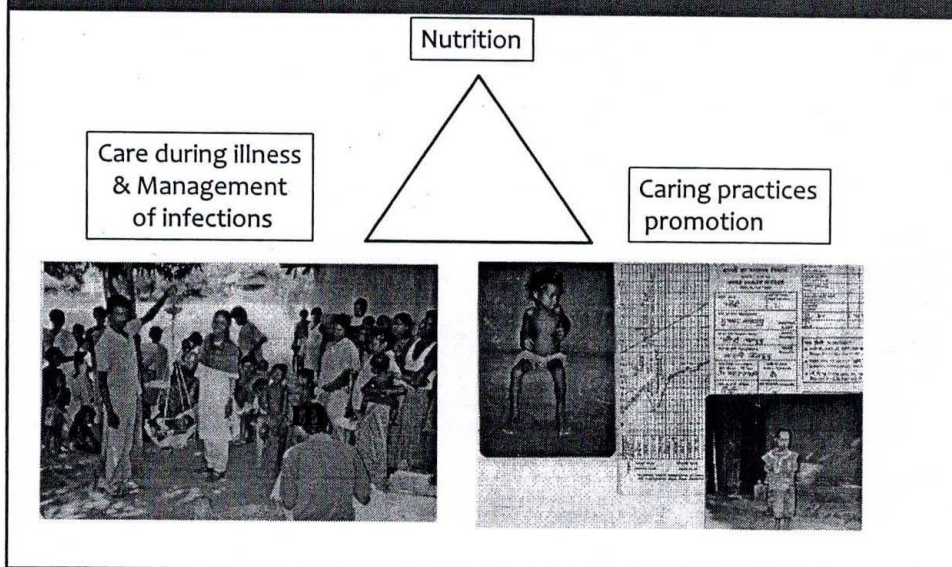 Nutrition
Care during illness
& Management
of infections
Caring practices
promotion